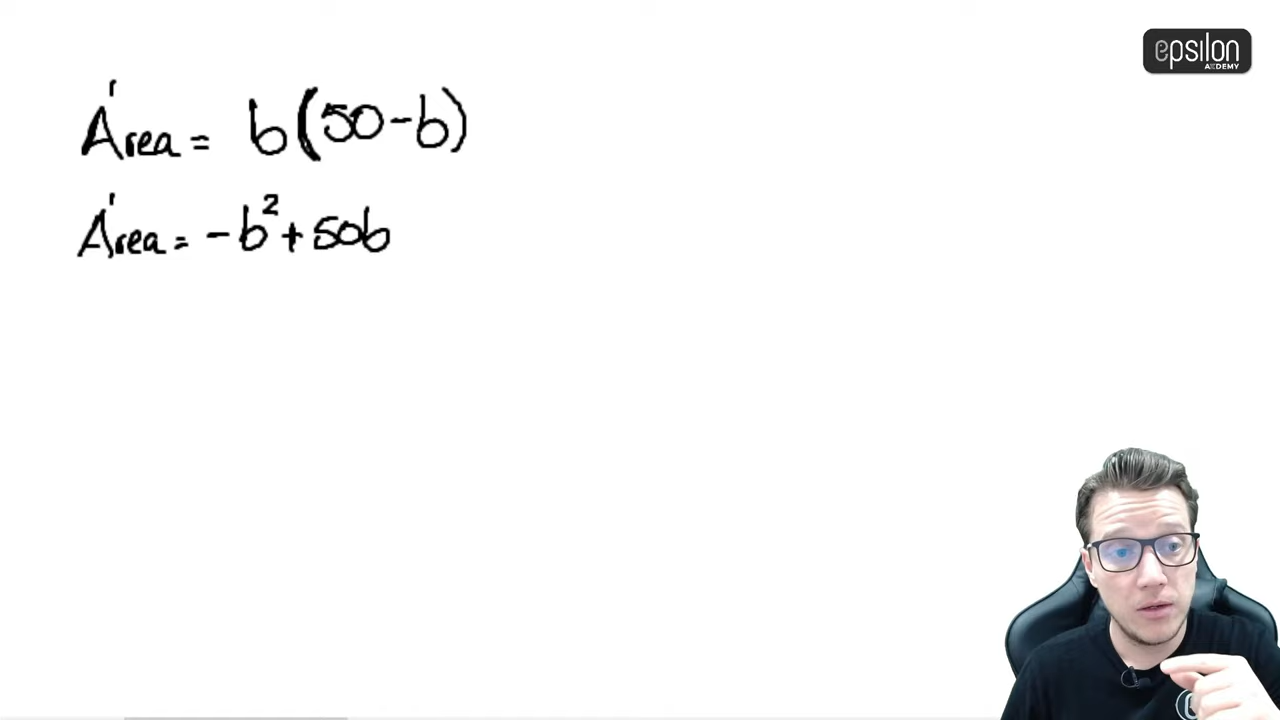 epsilon
ACADEMY
Área = b(50-b)
Área = -b²+50b